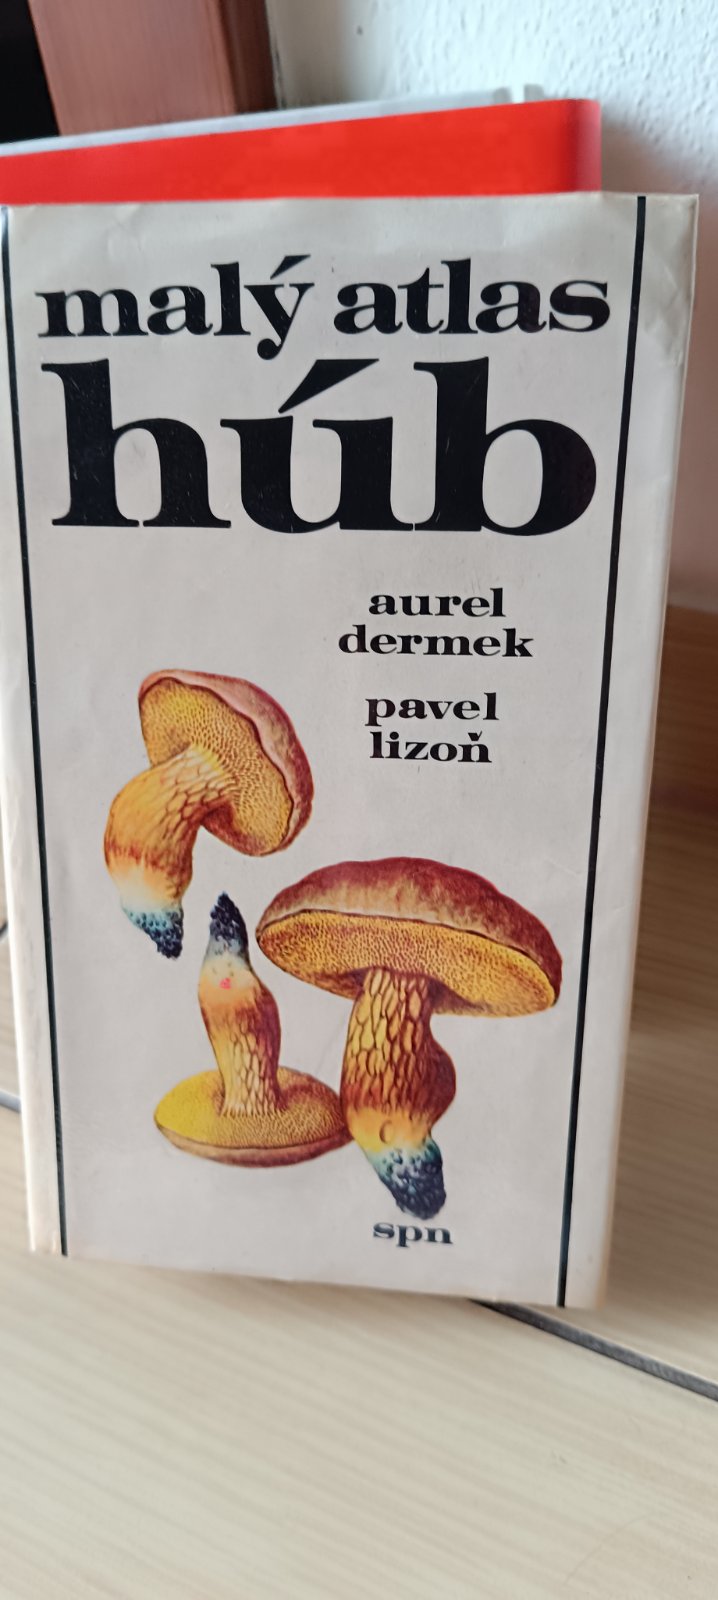 malý atlas
húb
aurel
dermek
pavel
lizoň
spn